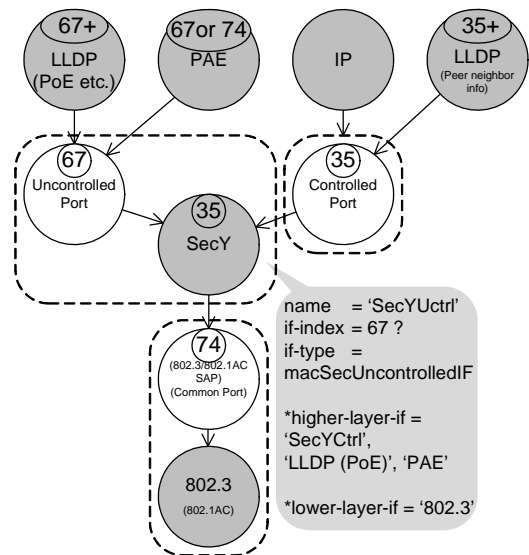 67+
LLDP
(PoE etc.)
67or 74
PAE
IP
35+
LLDP
(Peer neighbor
info)
67
Uncontrolled
Port
35
SecY
35
Controlled
Port
74
(802.3/802.1AC
SAP)
(Common Port)
802.3
(802.1AC)
name = ‘SecYUctrl’
if-index = 67 ?
if-type =
macSecUncontrolledIF
*higher-layer-if =
‘SecYCtrl’,
‘LLDP (PoE)’, ‘PAE’
*lower-layer-if = ‘802.3’